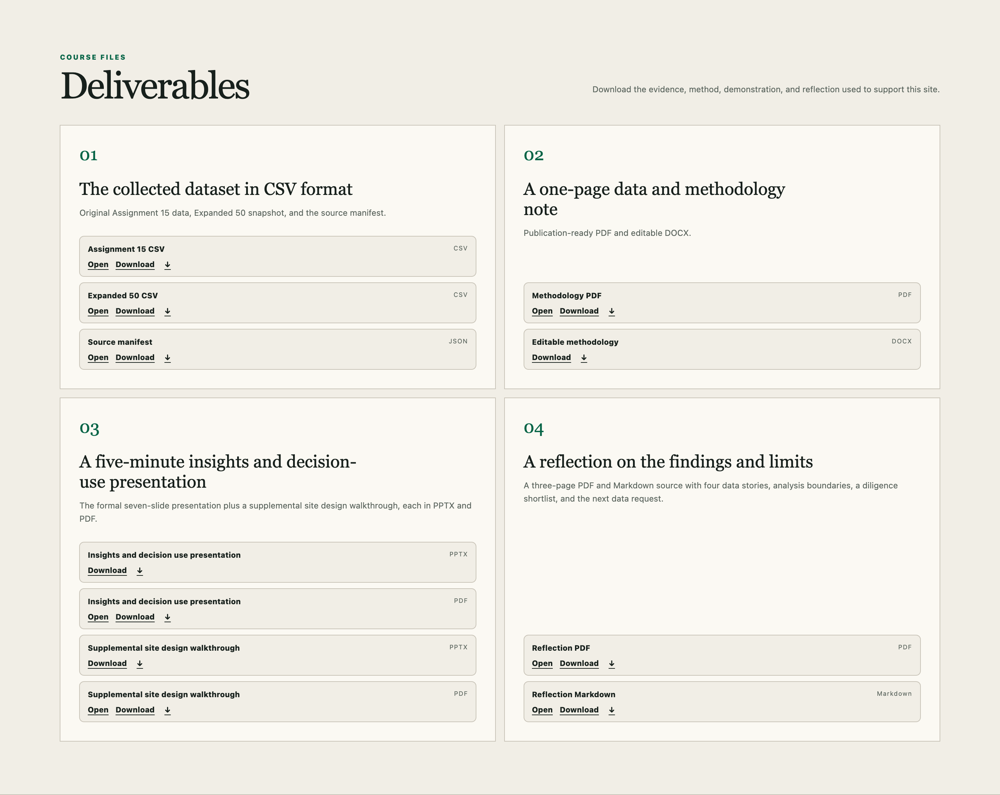 COURSE FILES
Deliverables
Download the evidence, method, demonstration, and reflection used to support this site.
01
The collected dataset in CSV format
Original Assignment 15 data, Expanded 50 snapshot, and the source manifest.
Assignment 15 CSV
CSV
Open Download ↓
Expanded 50 CSV
CSV
Open Download ↓
Source manifest
JSON
Open Download ↓
02
A one-page data and methodology
note
Publication-ready PDF and editable DOCX.
Methodology PDF
PDF
Open Download ↓
Editable methodology
DOCX
Download ↓
03
A five-minute insights and decision-
use presentation
The formal seven-slide presentation plus a supplemental site design walkthrough, each in PPTX and
PDF.
Insights and decision use presentation
PPTX
Download ↓
Insights and decision use presentation
PDF
Open Download ↓
Supplemental site design walkthrough
PPTX
Download ↓
Supplemental site design walkthrough
PDF
Open Download ↓
04
A reflection on the findings and limits
A three-page PDF and Markdown source with four data stories, analysis boundaries, a diligence
shortlist, and the next data request.
Reflection PDF
PDF
Open Download ↓
Reflection Markdown
Markdown
Open Download ↓